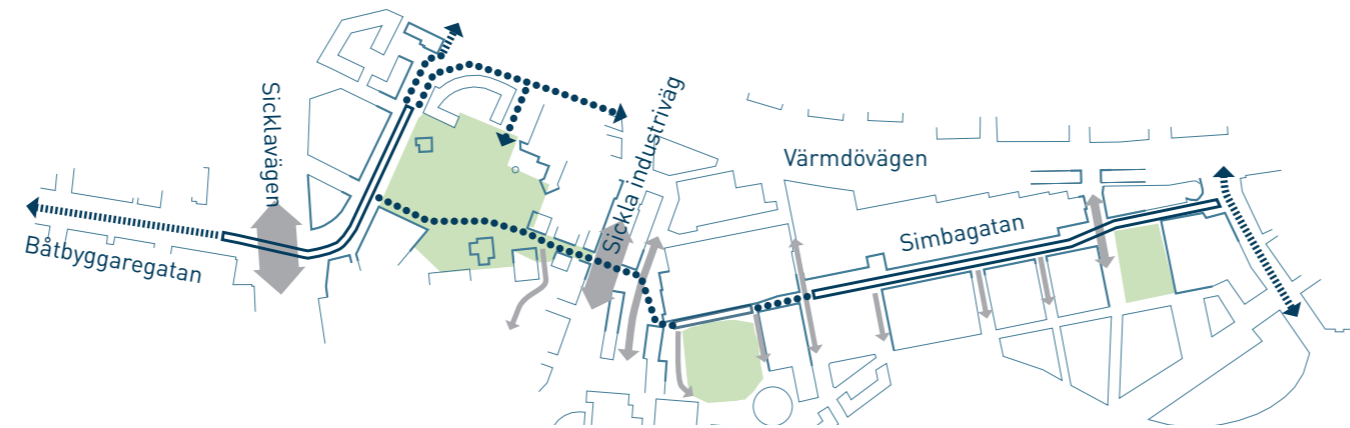 Sicklavägen
Sickla industriväg
Värmdövägen
Simbagatan
Båtbyggaregatan